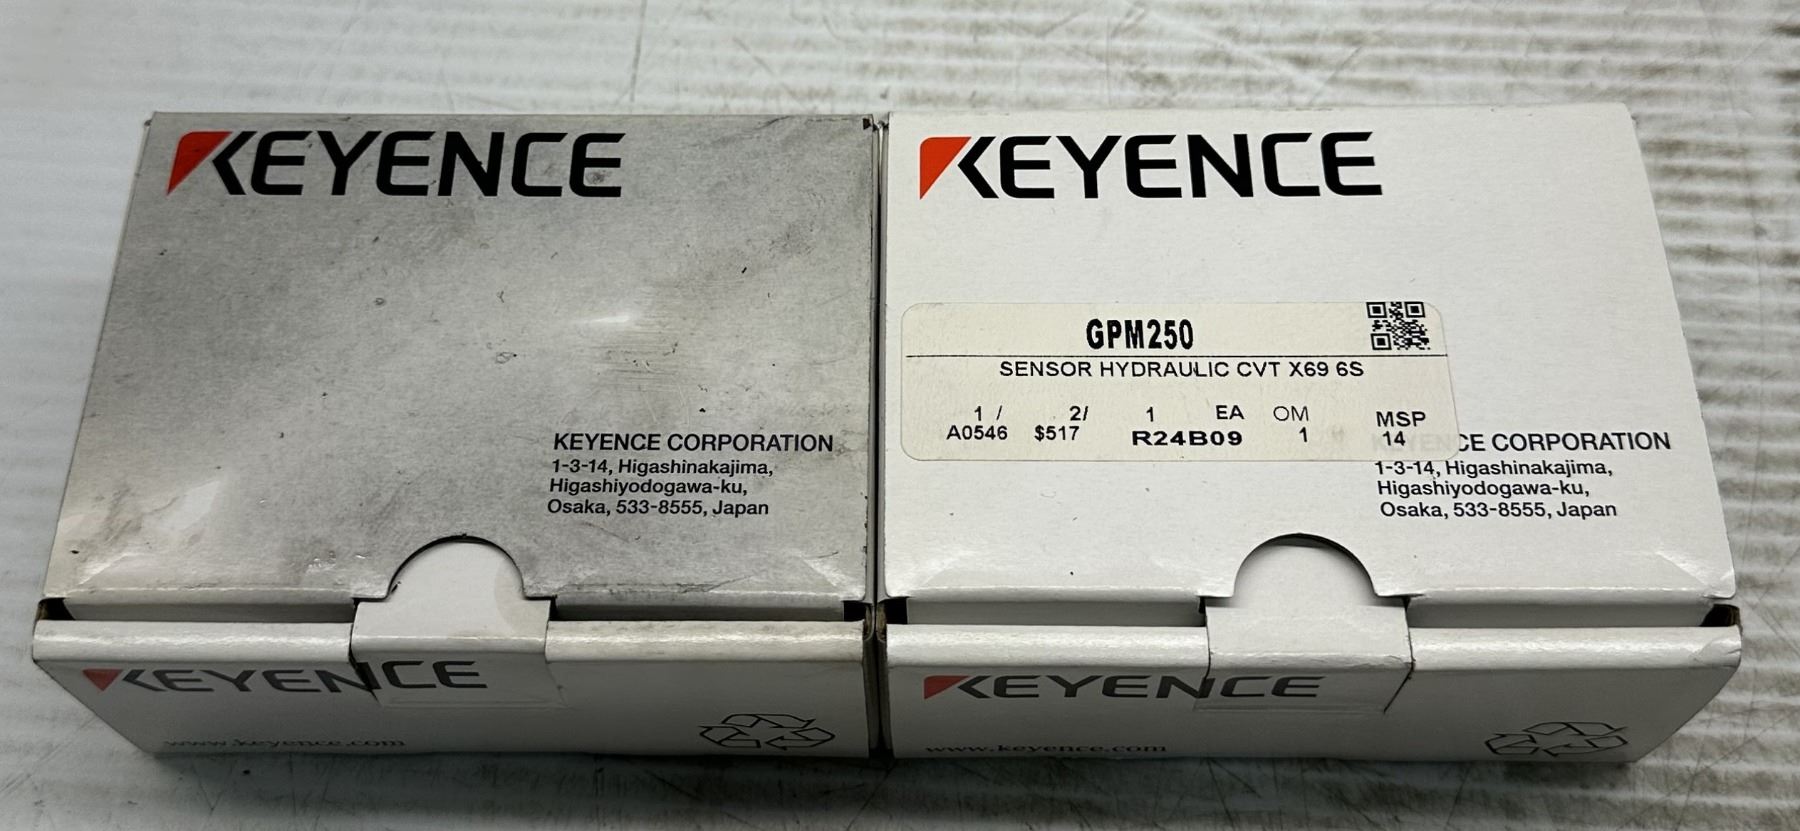 KEYENCE
KEYENCE CORPORATION
1-3-14, Higashinakajima,
Higashiyodogawa-ku,
Osaka, 533-8555, Japan
KEYENCE
www.keyence.com
KEYENCE
GPM250
SENSOR HYDRAULIC CVT X69 6S
1 / 2/ 1 EA OM MSP
A0546 $517 R24B09 1 14
KEYENCE CORPORATION
1-3-14, Higashinakajima,
Higashiyodogawa-ku,
Osaka, 533-8555, Japan
KEYENCE
www.keyence.com